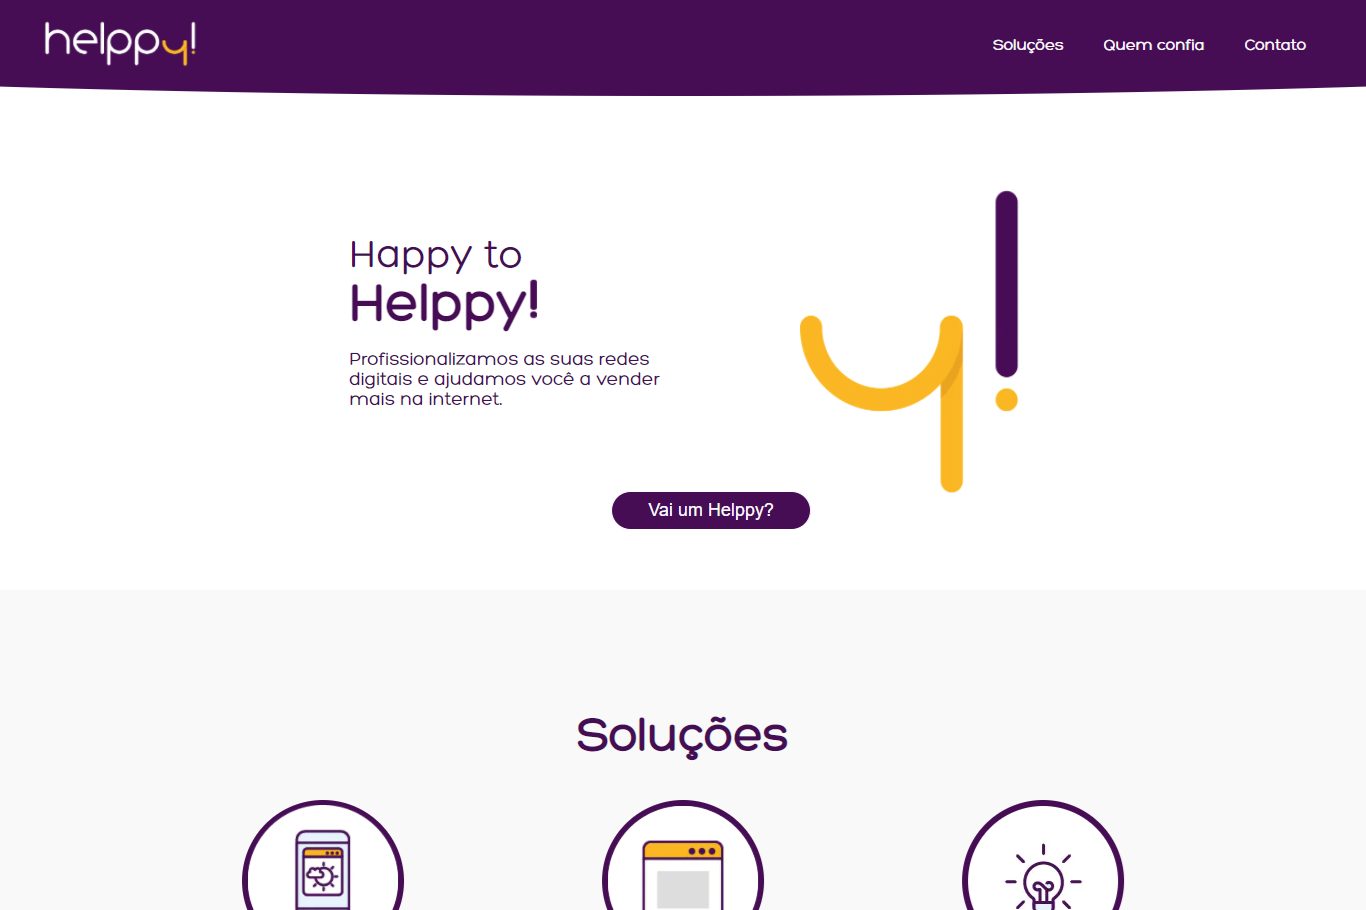 helppy!
Soluções
Quem confia
Contato
Happy to
Helppy!
Profissionalizamos as suas redes
digitais e ajudamos você a vender
mais na internet.
y!
Vai um Helppy?
Soluções